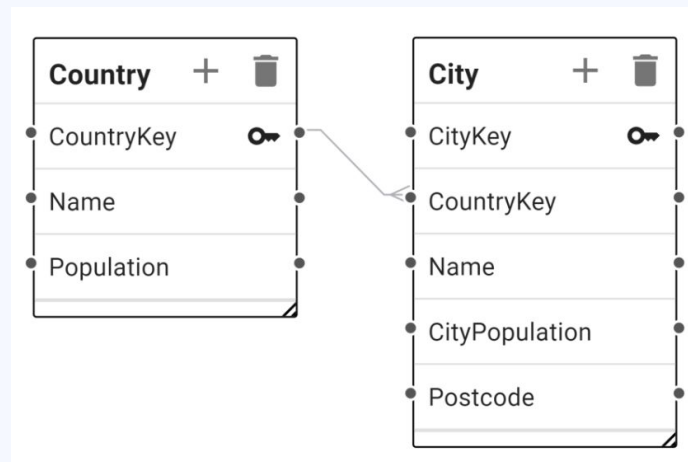 Country
CountryKey
Name
Population
City
CityKey
CountryKey
Name
CityPopulation
Postcode